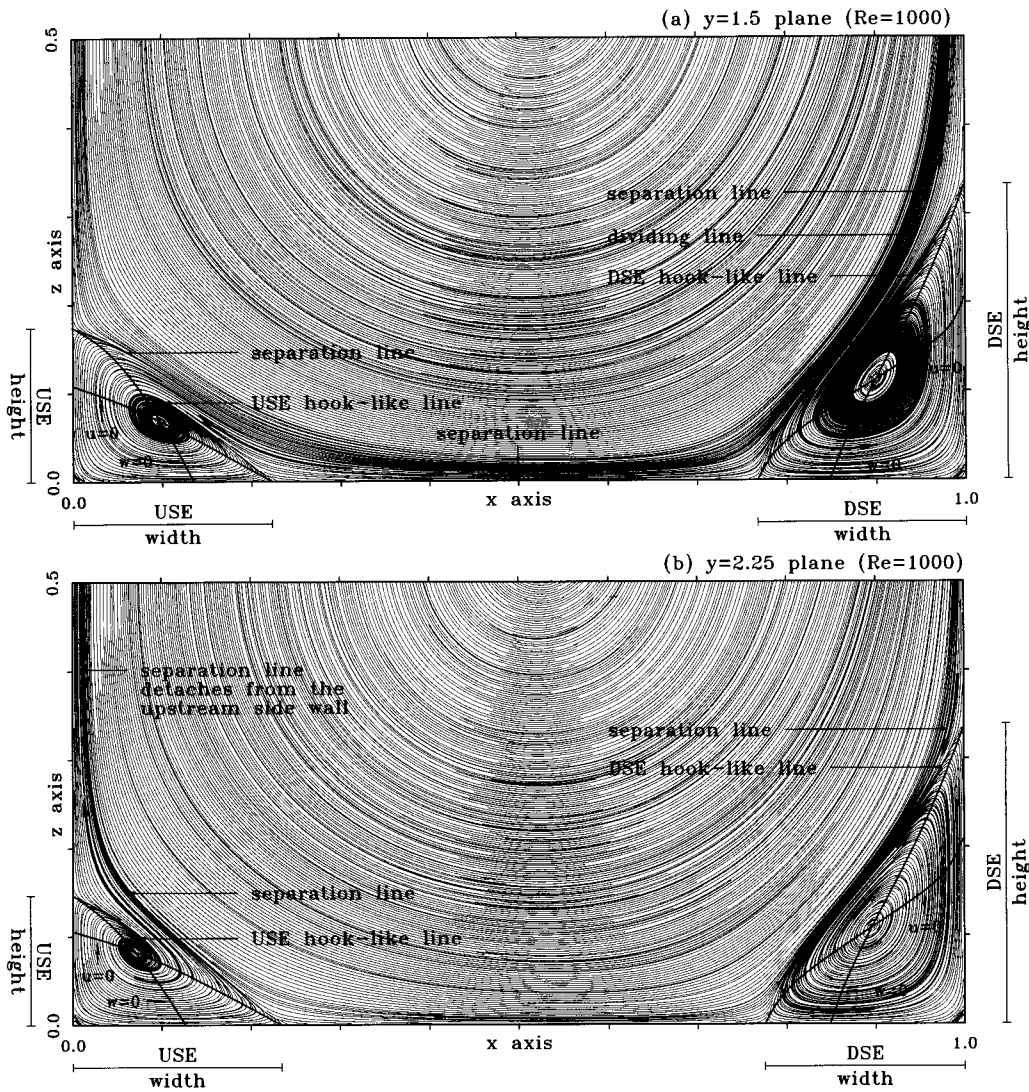 (a) y=1.5 plane (Re=1000)
0.5
separation line
dividing line
z axis
DSE hook-like line
DSE
height
separation line
u=0
USE hook-like line
USE
height
separation line
u=0
w=0
w=0
0.0
0.0
x axis
1.0
USE
width
DSE
width
(b) y=2.25 plane (Re=1000)
0.5
separation line
detaches from the
upstream side wall
separation line
DSE hook-like line
z axis
DSE
height
separation line
USE hook-like line
u=0
USE
height
u=0
w=0
w=0
0.0
0.0
x axis
1.0
USE
width
DSE
width